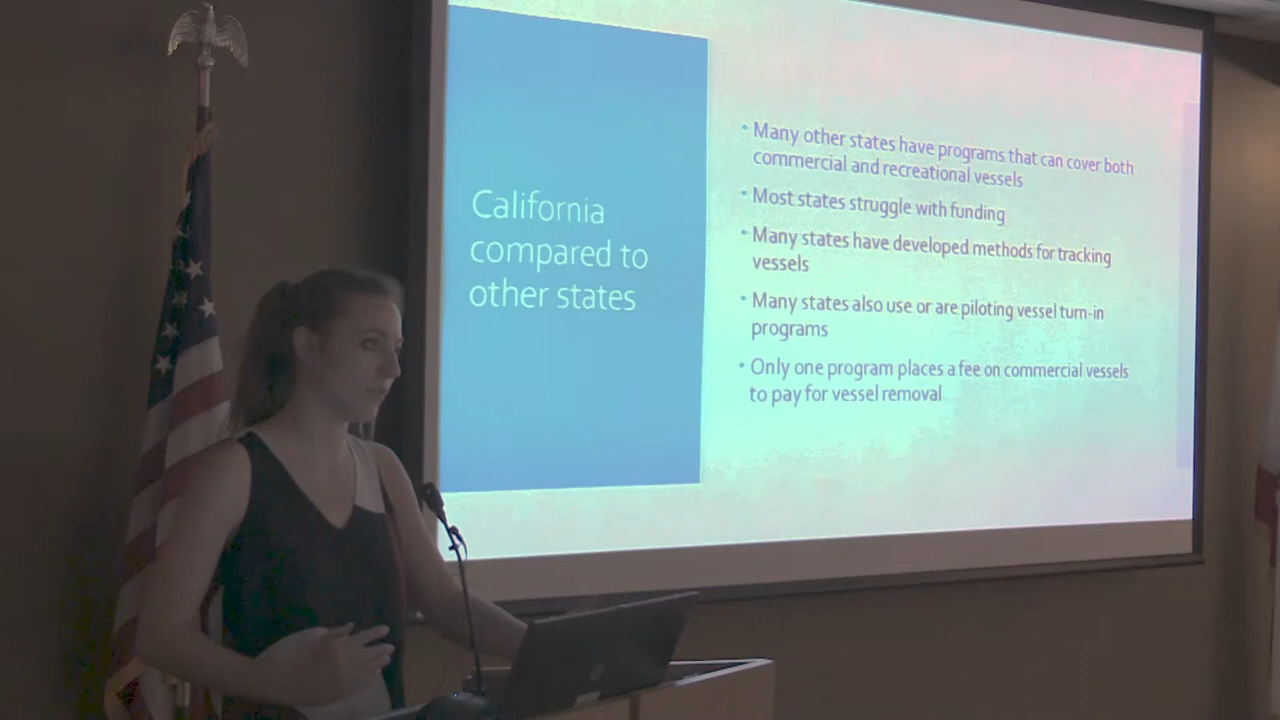 California
compared to
other states
• Many other states have programs that can cover both
commercial and recreational vessels
• Most states struggle with funding
• Many states have developed methods for tracking
vessels
• Many states also use or are piloting vessel turn-in
programs
• Only one program places a fee on commercial vessels
to pay for vessel removal